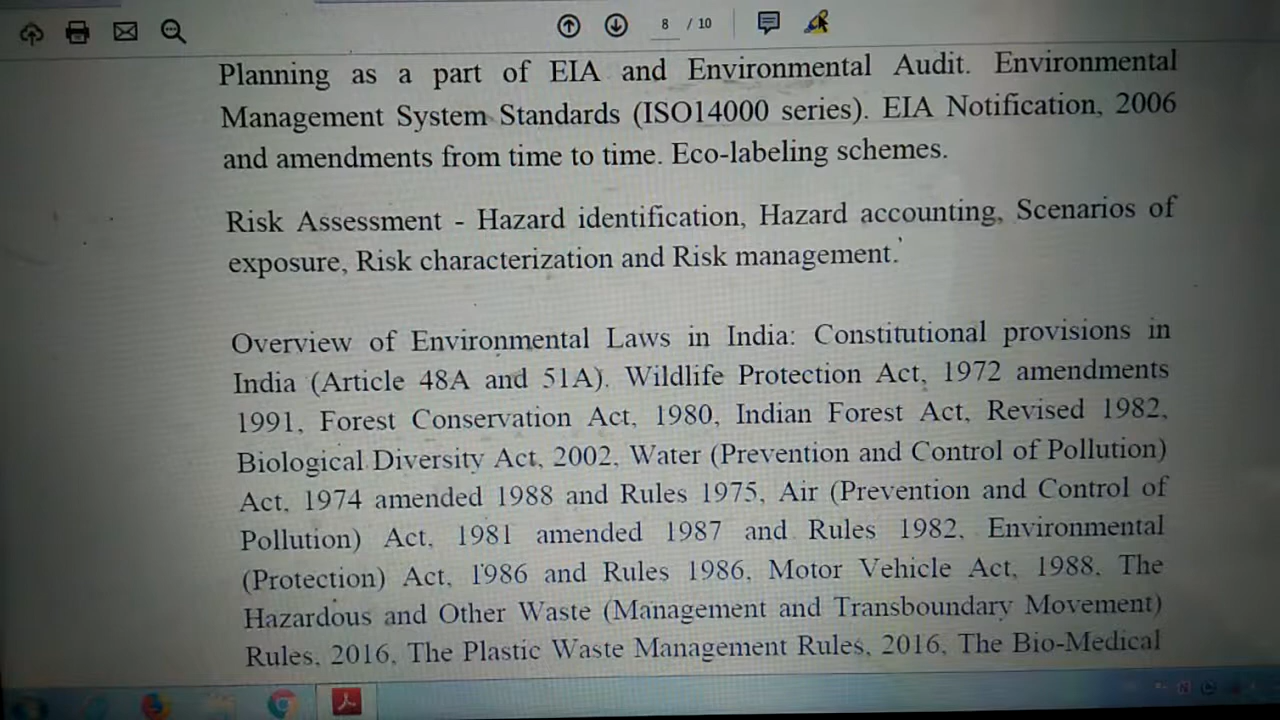 8 / 10
Planning as a part of EIA and Environmental Audit. Environmental
Management System Standards (ISO14000 series). EIA Notification, 2006
and amendments from time to time. Eco-labeling schemes.
Risk Assessment - Hazard identification, Hazard accounting, Scenarios of
exposure, Risk characterization and Risk management.
Overview of Environmental Laws in India: Constitutional provisions in
India (Article 48A and 51A). Wildlife Protection Act, 1972 amendments
1991, Forest Conservation Act, 1980, Indian Forest Act, Revised 1982,
Biological Diversity Act, 2002, Water (Prevention and Control of Pollution)
Act, 1974 amended 1988 and Rules 1975, Air (Prevention and Control of
Pollution) Act, 1981 amended 1987 and Rules 1982, Environmental
(Protection) Act, 1986 and Rules 1986, Motor Vehicle Act, 1988, The
Hazardous and Other Waste (Management and Transboundary Movement)
Rules, 2016, The Plastic Waste Management Rules, 2016, The Bio-Medical